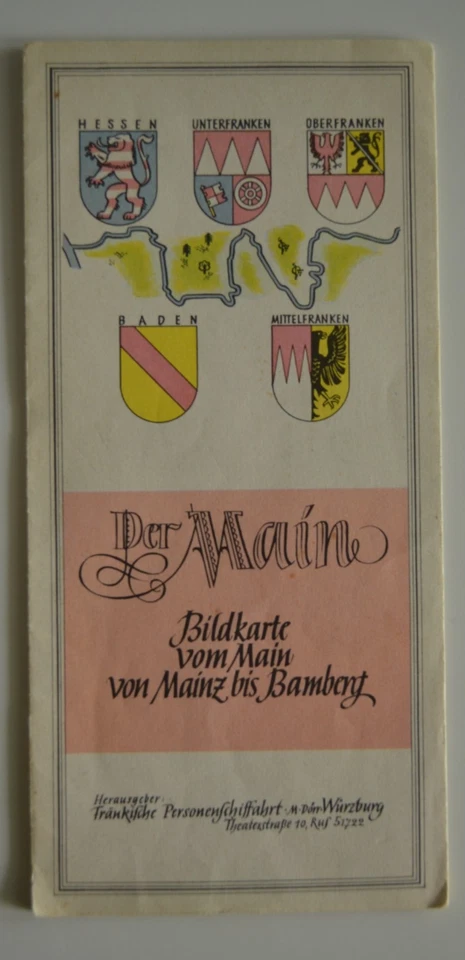 HESSEN
UNTERFRANKEN
OBERFRANKEN
BADEN
MITTELFRANKEN
Der Main
Bildkarte
vom Main
von Mainz bis Bamberg
Herausgeber:
Fränkische Personenschiffahrt · M. Dörr Würzburg
Theaterstraße 10, Ruf 51722